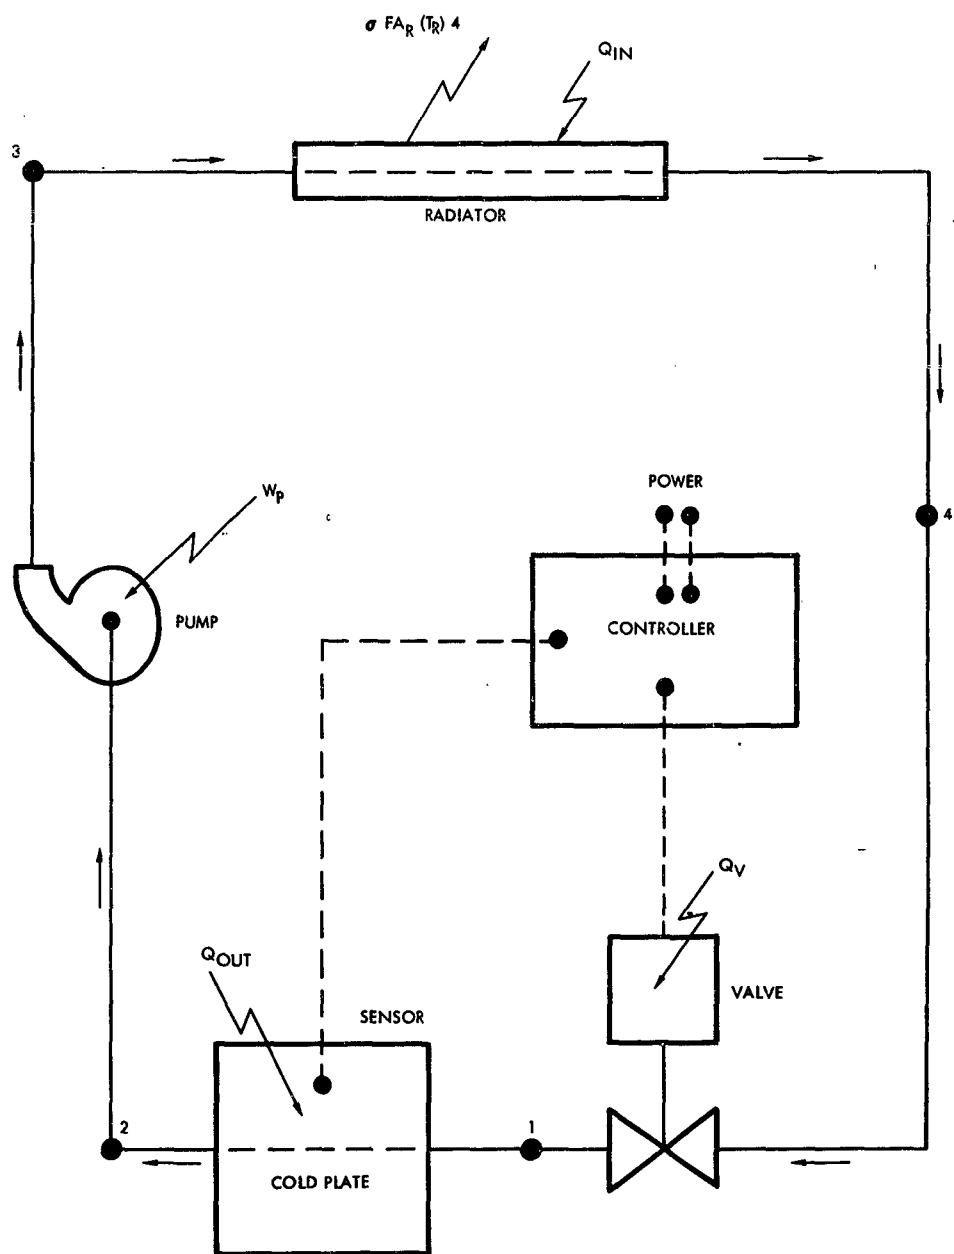 σ FA_R (T_R) 4
Q_IN
3
RADIATOR
POWER
4
W_P
PUMP
CONTROLLER
Q_V
Q_OUT
VALVE
SENSOR
2
1
COLD PLATE